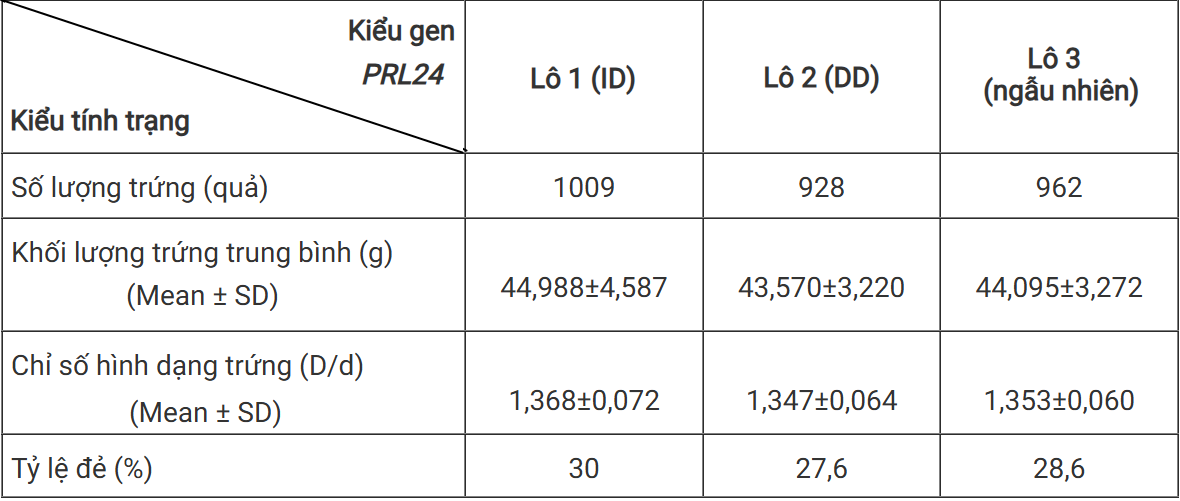 Kiểu gen
PRL24
Kiểu tính trạng
Lô 1 (ID)
Lô 2 (DD)
Lô 3
(ngẫu nhiên)
Số lượng trứng (quả)
1009
928
962
Khối lượng trứng trung bình (g)
(Mean ± SD)
44,988±4,587
43,570±3,220
44,095±3,272
Chỉ số hình dạng trứng (D/d)
(Mean ± SD)
1,368±0,072
1,347±0,064
1,353±0,060
Tỷ lệ đẻ (%)
30
27,6
28,6